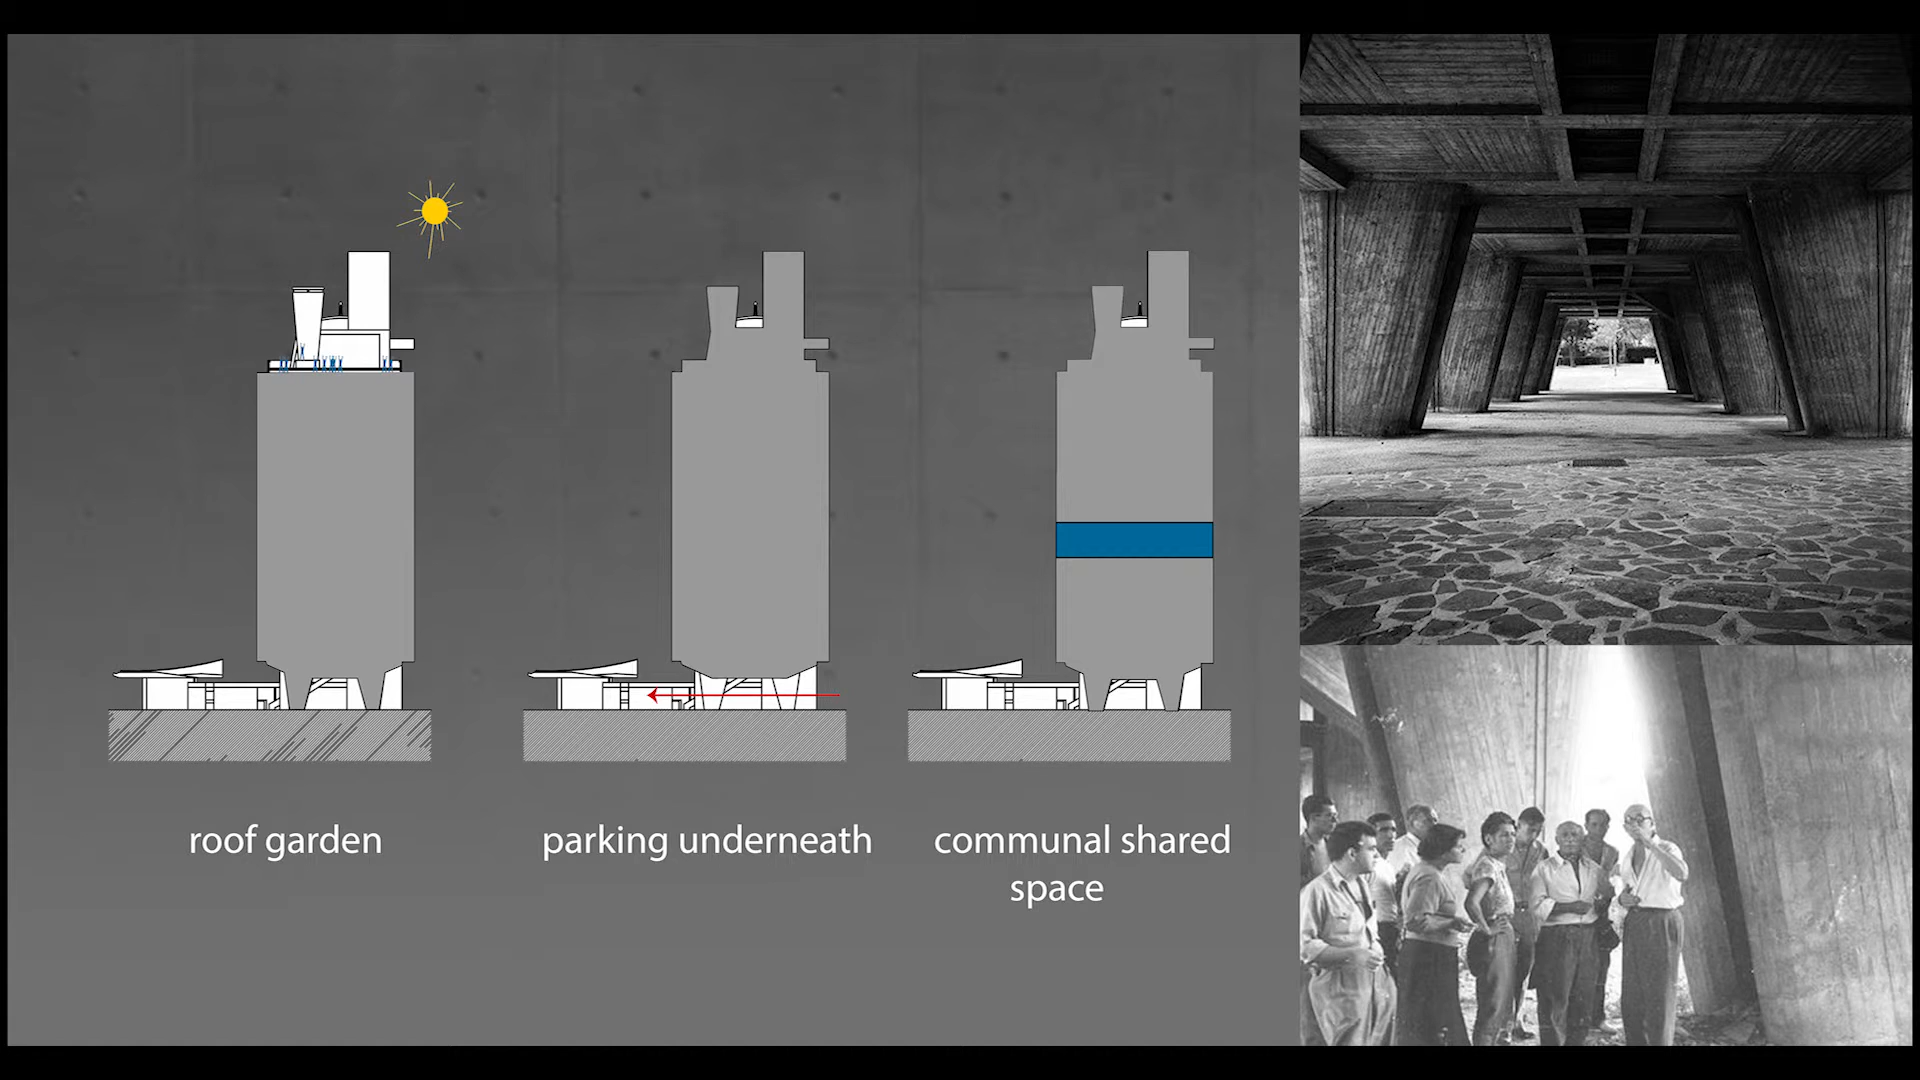 roof garden
parking underneath
communal shared
space